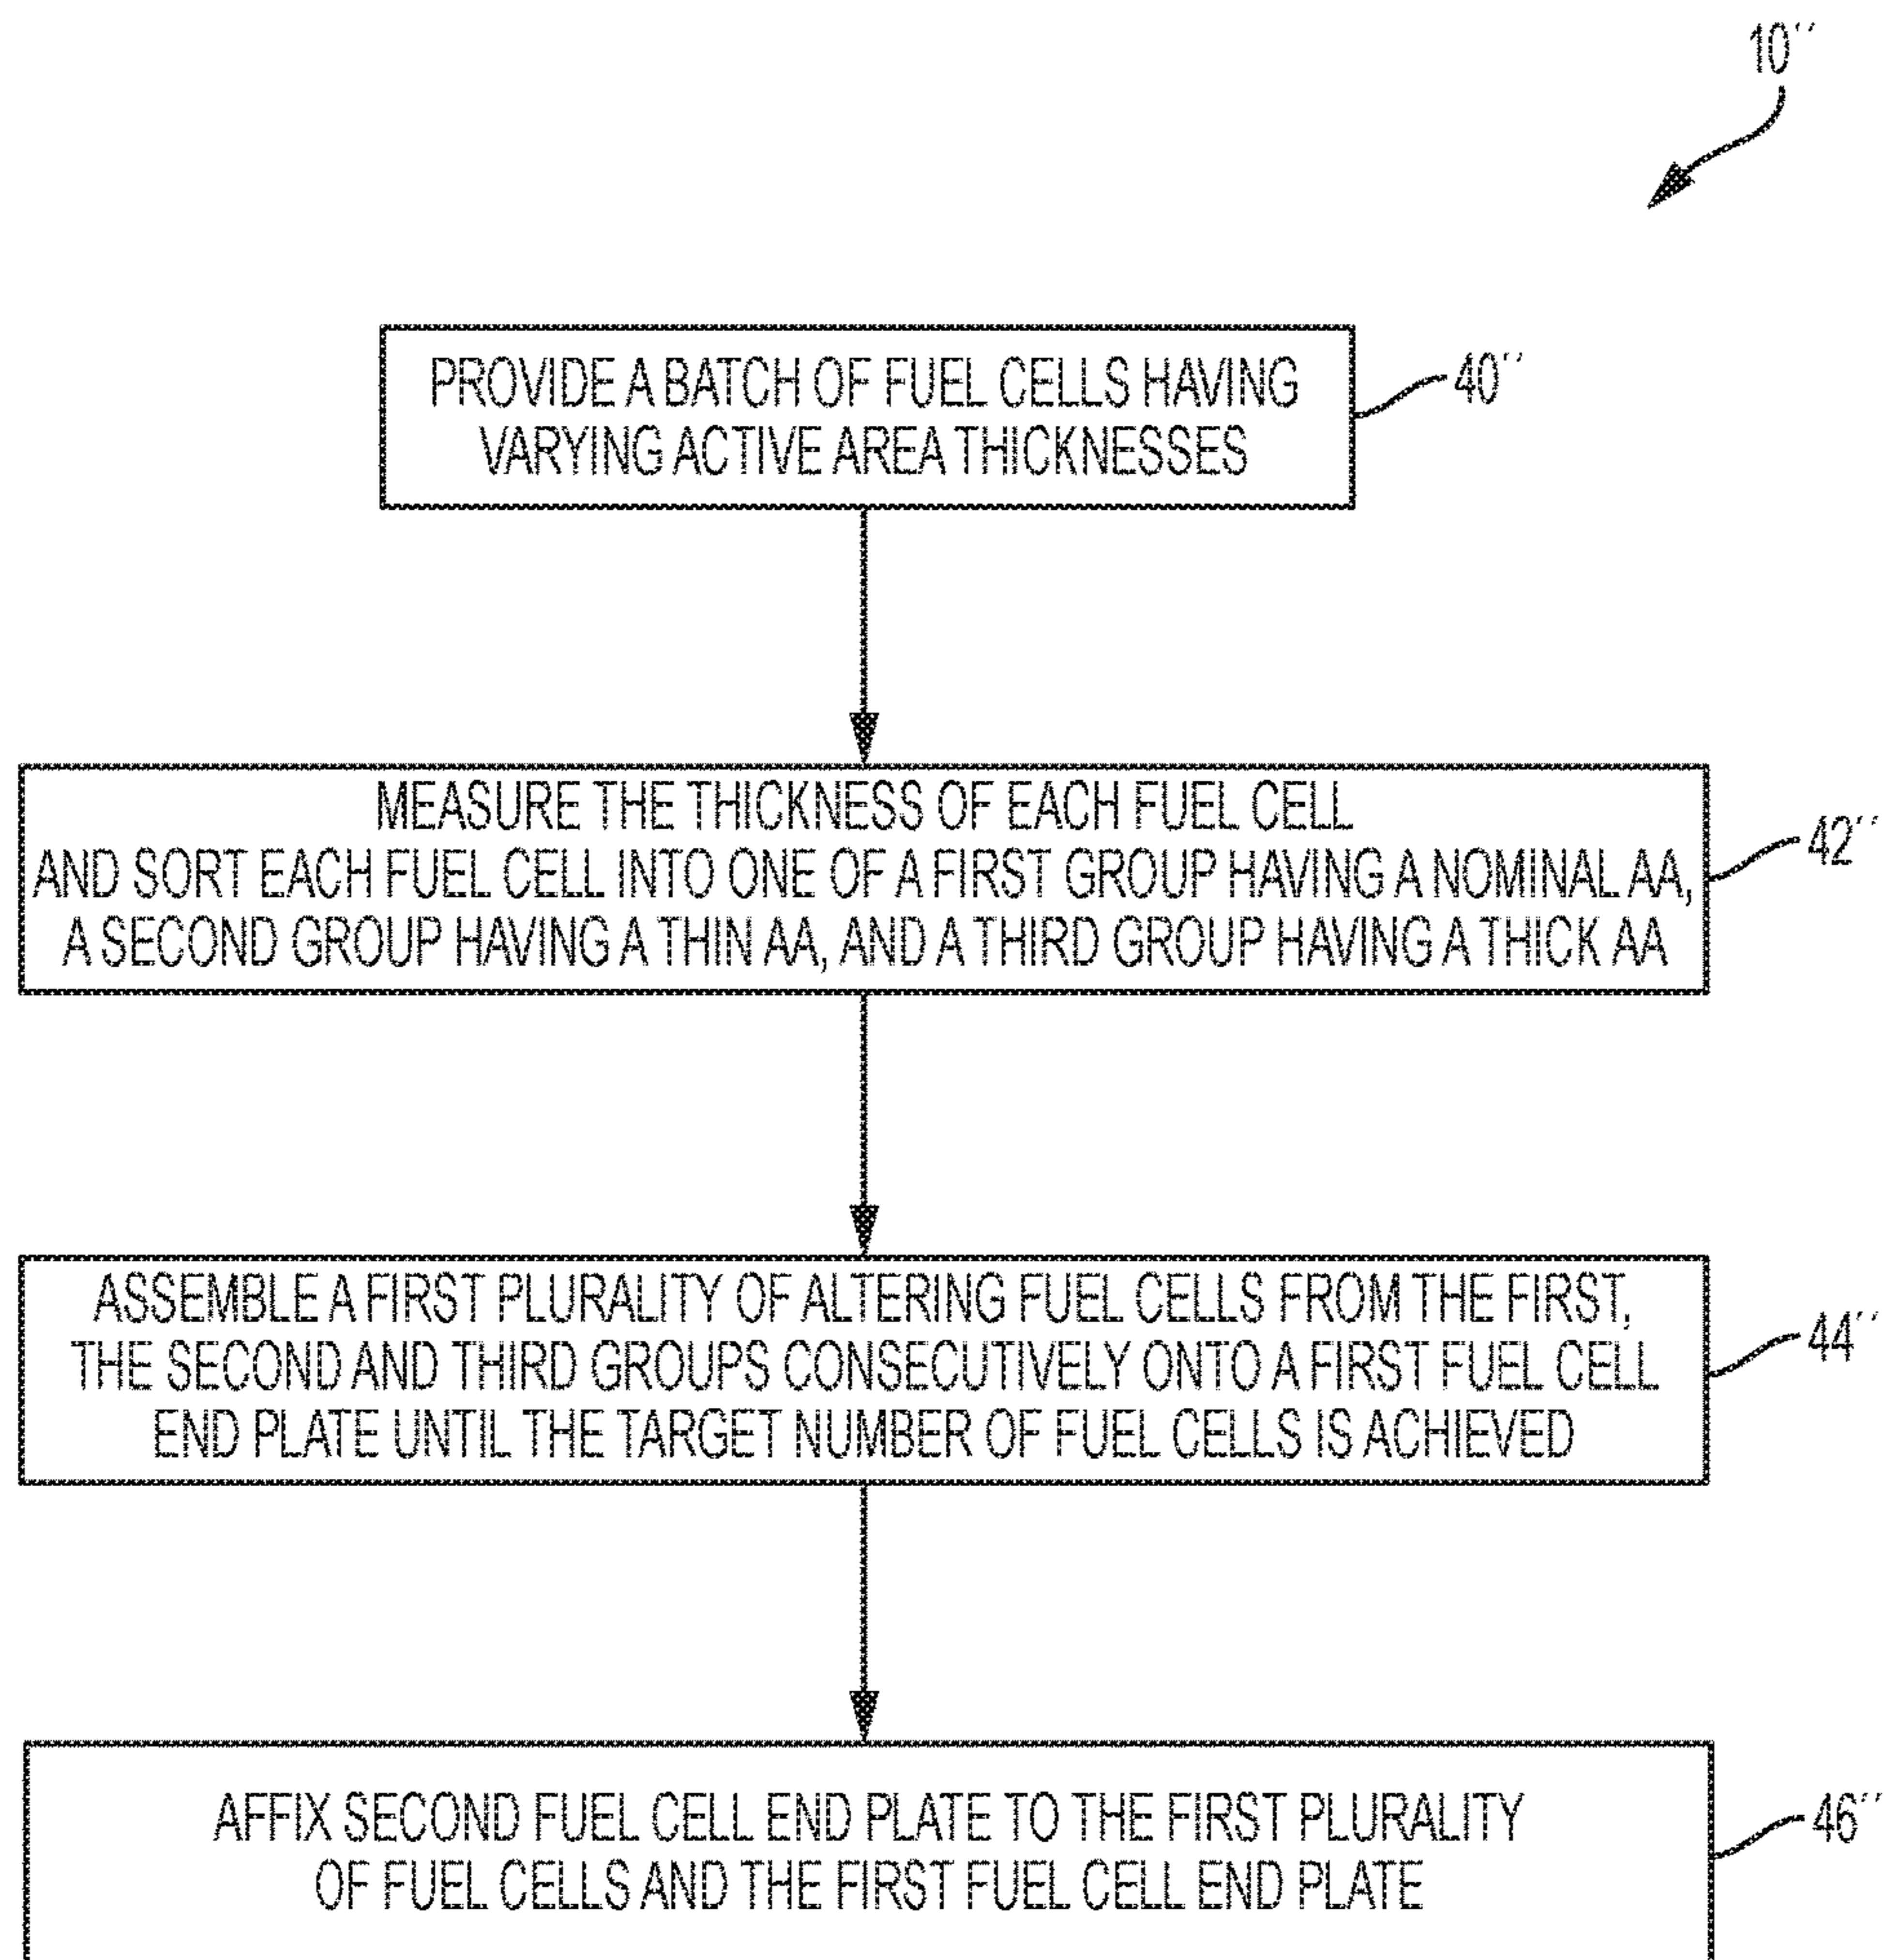 10´´
PROVIDE A BATCH OF FUEL CELLS HAVING
VARYING ACTIVE AREA THICKNESSES
40´´
MEASURE THE THICKNESS OF EACH FUEL CELL
AND SORT EACH FUEL CELL INTO ONE OF A FIRST GROUP HAVING A NOMINAL AA,
A SECOND GROUP HAVING A THIN AA, AND A THIRD GROUP HAVING A THICK AA
42´´
ASSEMBLE A FIRST PLURALITY OF ALTERING FUEL CELLS FROM THE FIRST,
THE SECOND AND THIRD GROUPS CONSECUTIVELY ONTO A FIRST FUEL CELL
END PLATE UNTIL THE TARGET NUMBER OF FUEL CELLS IS ACHIEVED
44´´
AFFIX SECOND FUEL CELL END PLATE TO THE FIRST PLURALITY
OF FUEL CELLS AND THE FIRST FUEL CELL END PLATE
46´´